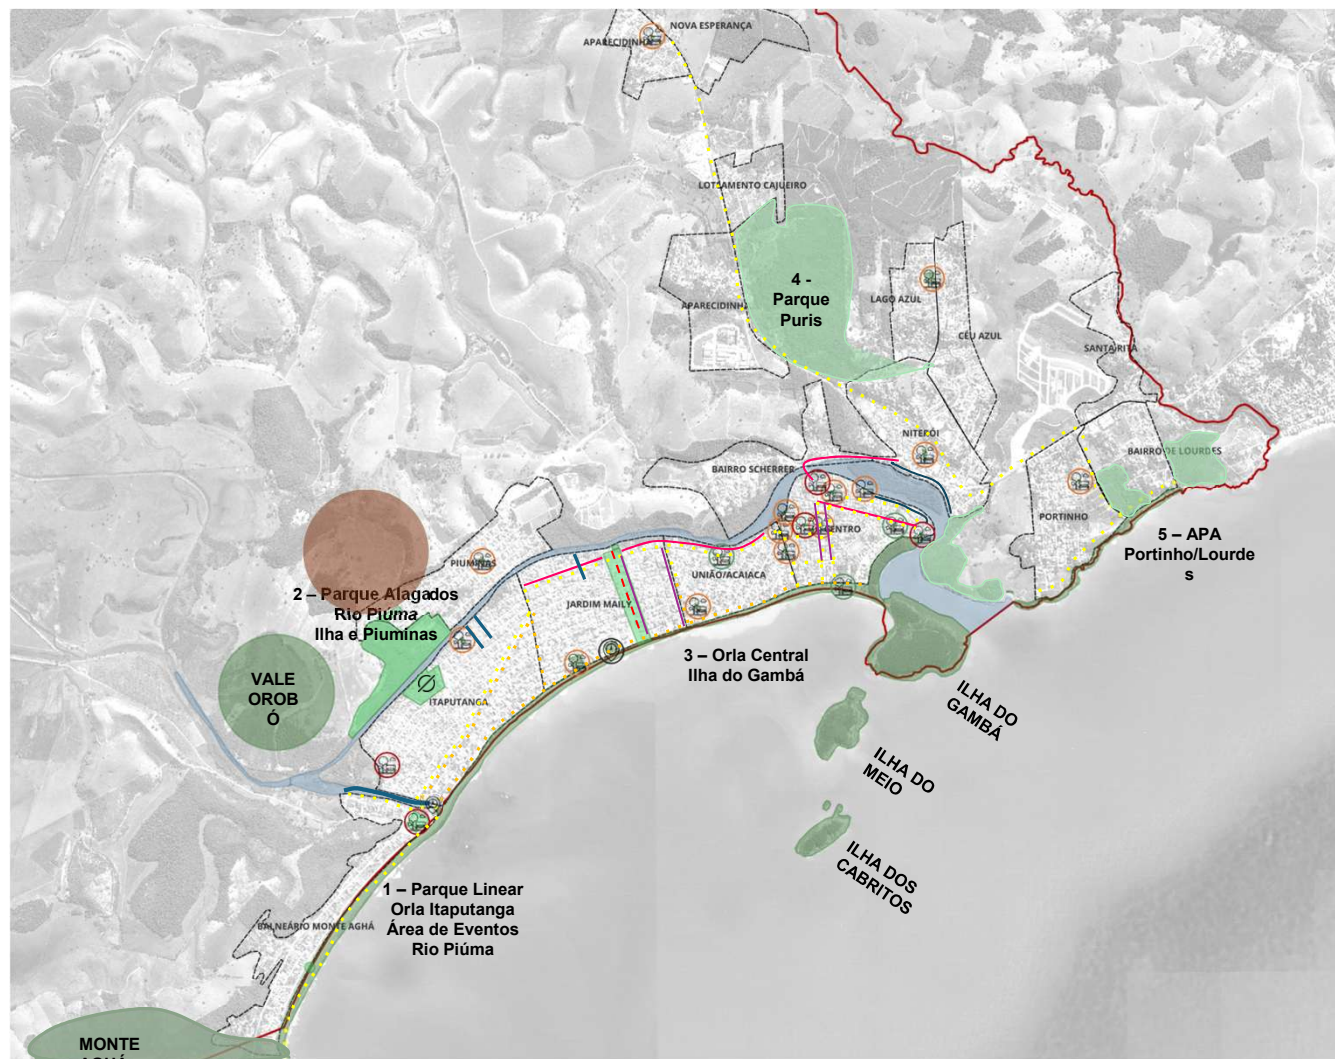 NOVA ESPERANÇA
APARECIDINHA
LOTSAMENTO CAJUEIRO
4 -
Parque
Puris
LAGO AZUL
APARECIDINHA
CÉU AZUL
SANTA RITA
NITERÓI
BAIRRO DE LOURDES
BAIRRO SCHERRER
PORTINHO
CENTRO
5 – APA
Portinho/Lourde
s
PIUMINAS
UNIÃO/ACAIACA
2 – Parque Alagados
Rio Piúma
Ilha e Piuminas
JARDIM MAILY
3 – Orla Central
Ilha do Gambá
VALE
OROB
Ó
ITAPUTANGA
ILHA DO
GAMBÁ
ILHA DO
MEIO
ILHA DOS
CABRITOS
1 – Parque Linear
Orla Itaputanga
Área de Eventos
Rio Piúma
BALNEÁRIO MONTE AGHÁ
MONTE
AGHÁ